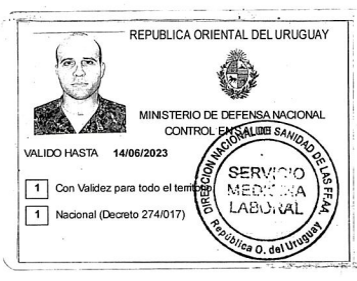 REPUBLICA ORIENTAL DEL URUGUAY
MINISTERIO DE DEFENSA NACIONAL
CONTROL EN SALUD
VALIDO HASTA 14/06/2023
1 Con Validez para todo el territorio
1 Nacional (Decreto 274/017)
DIRECCION NACIONAL DE SANIDAD DE LAS FF.AA.
SERVICIO
MEDICINA
LABORAL
República O. del Uruguay